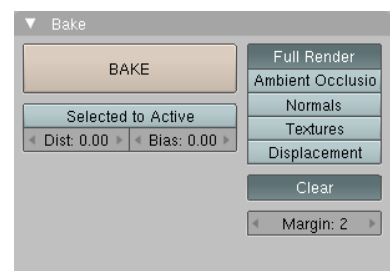 Bake
BAKE
Selected to Active
Dist: 0.00
Bias: 0.00
Full Render
Ambient Occlusio
Normals
Textures
Displacement
Clear
Margin: 2